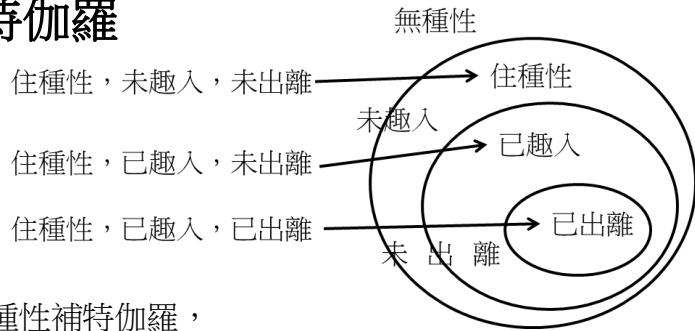 特伽羅
無種性
住種性，未趣入，未出離
住種性
未趣入
住種性，已趣入，未出離
已趣入
住種性，已趣入，已出離
已出離
未 出 離
種性補特伽羅，